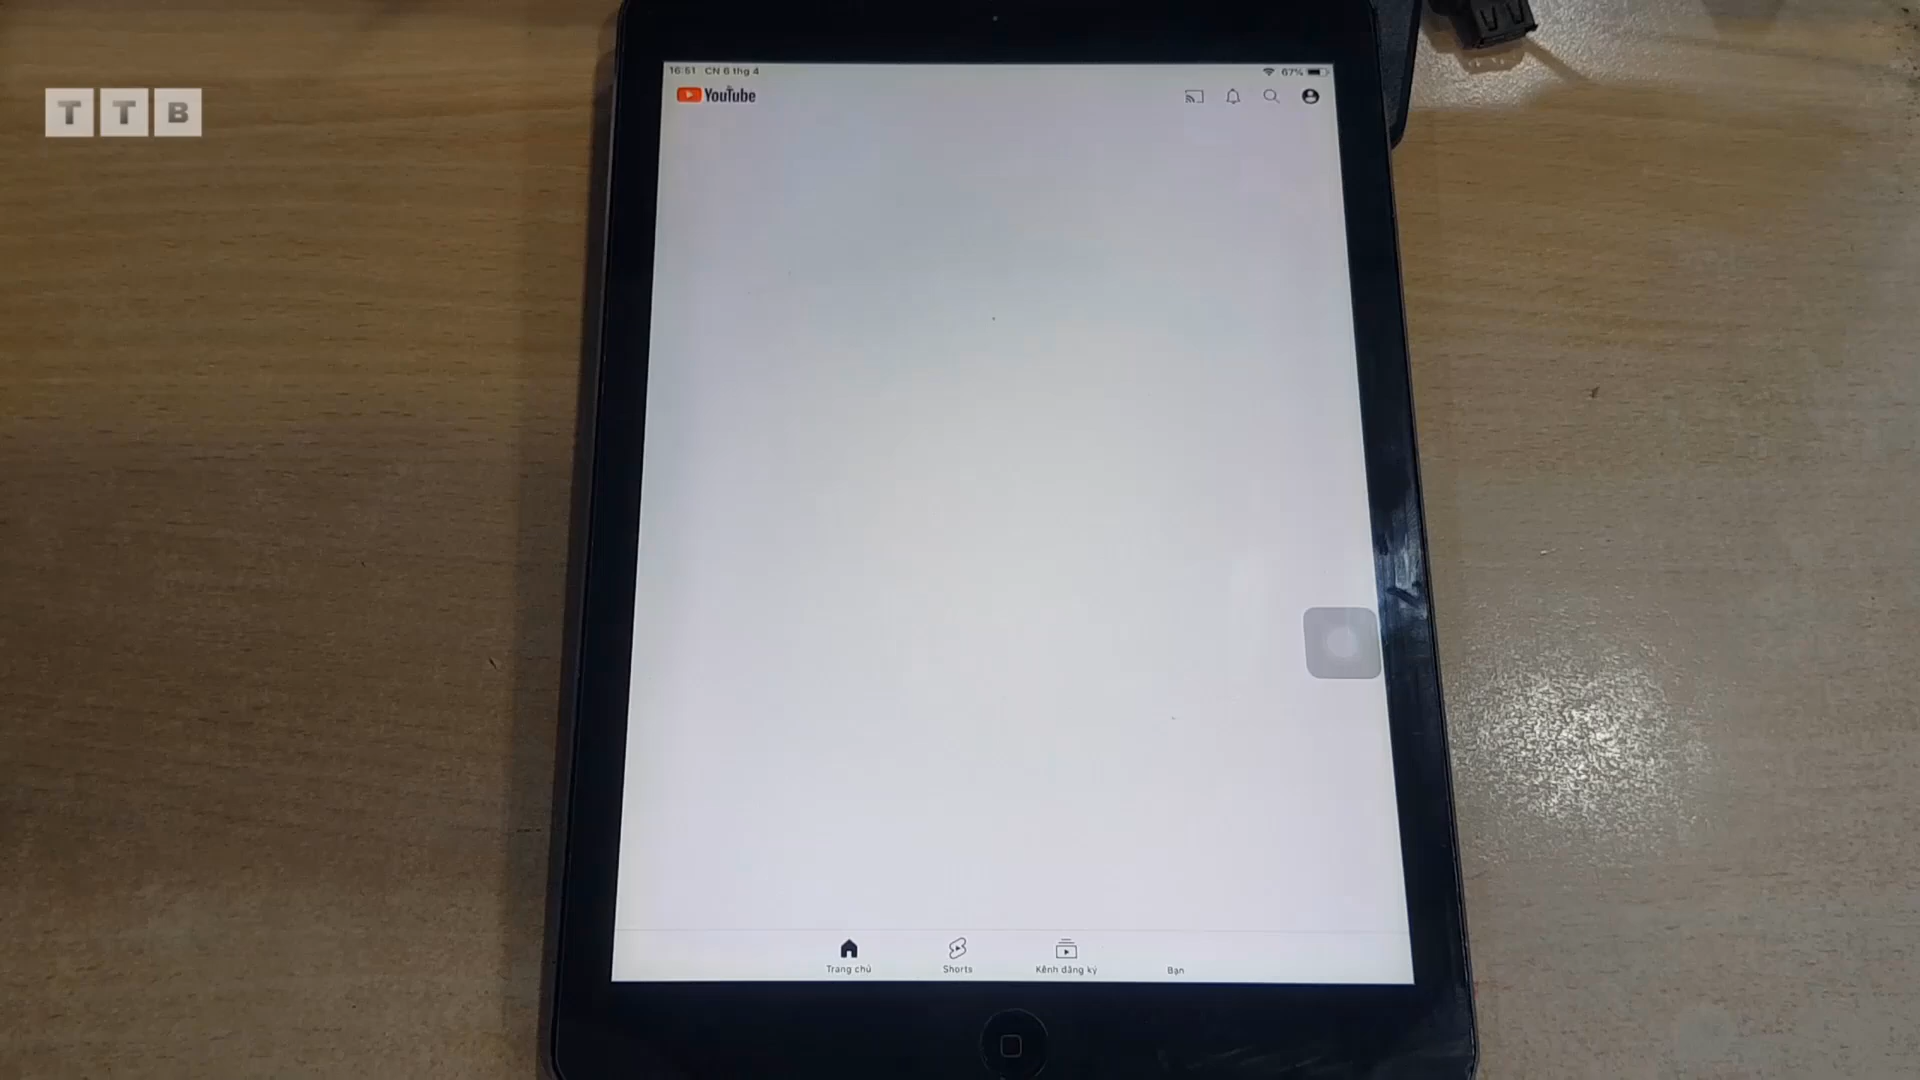 TTB
16:51 CN 6 thg 4
67%
YouTube
Trang chủ
Shorts
Kênh đăng ký
Bạn